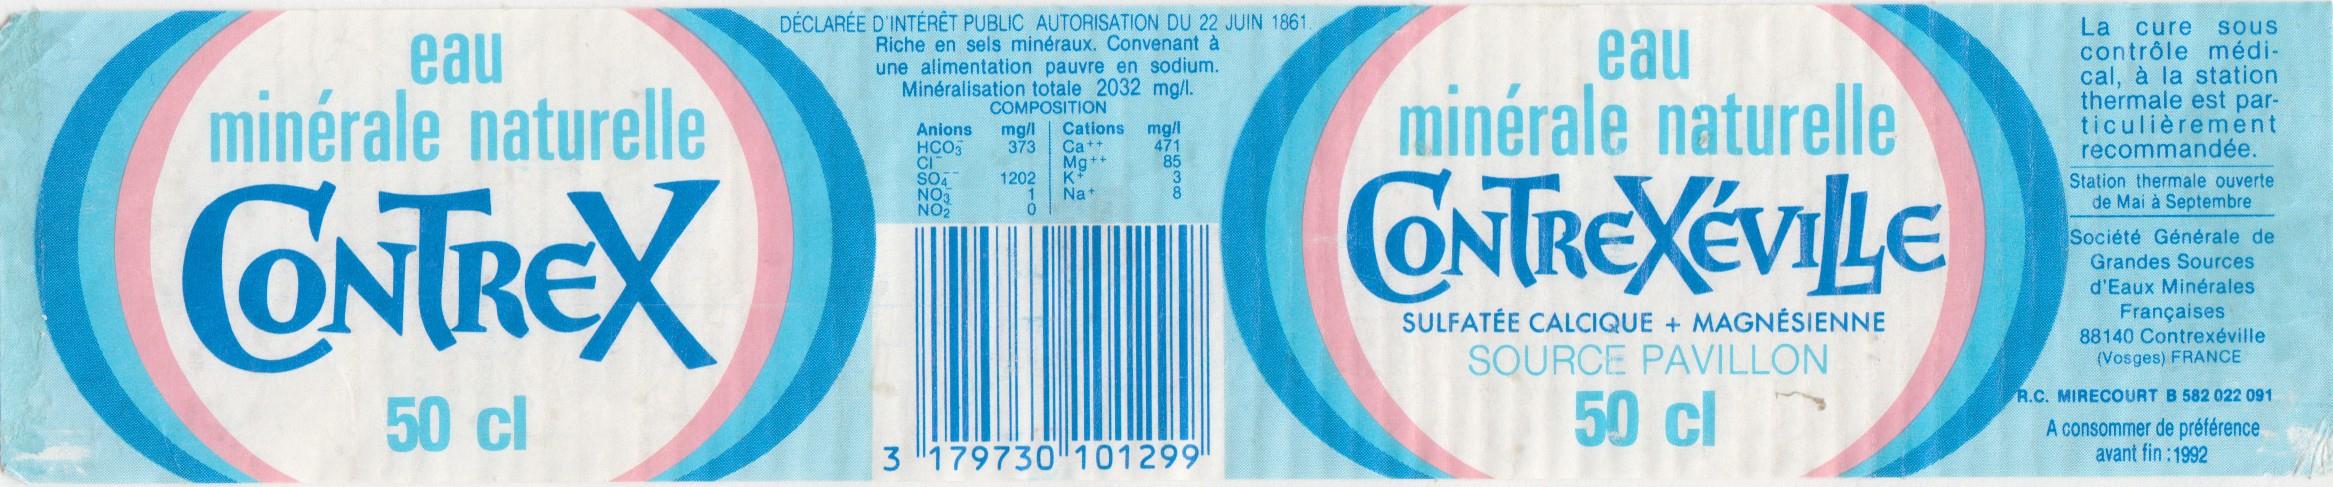 eau
minérale naturelle
CONTREX
50 cl
DÉCLARÉE D'INTÉRÊT PUBLIC AUTORISATION DU 22 JUIN 1861.
Riche en sels minéraux. Convenant à
une alimentation pauvre en sodium.
Minéralisation totale 2032 mg/l.
COMPOSITION
Anions mg/l Cations mg/l
HCO₃⁻ 373 Ca⁺⁺ 471
Cl⁻ Mg⁺⁺ 85
SO₄⁻⁻ 1202 K⁺ 3
NO₃⁻ 1 Na⁺ 8
NO₂⁻ 0
3 179730 101299
eau
minérale naturelle
CONTREXÉVILLE
SULFATÉE CALCIQUE + MAGNÉSIENNE
SOURCE PAVILLON
50 cl
La cure sous
contrôle médi-
cal, à la station
thermale est par-
ticulièrement
recommandée.
Station thermale ouverte
de Mai à Septembre
Société Générale de
Grandes Sources
d'Eaux Minérales
Françaises
88140 Contrexéville
(Vosges) FRANCE
R.C. MIRECOURT B 582 022 091
A consommer de préférence
avant fin : 1992